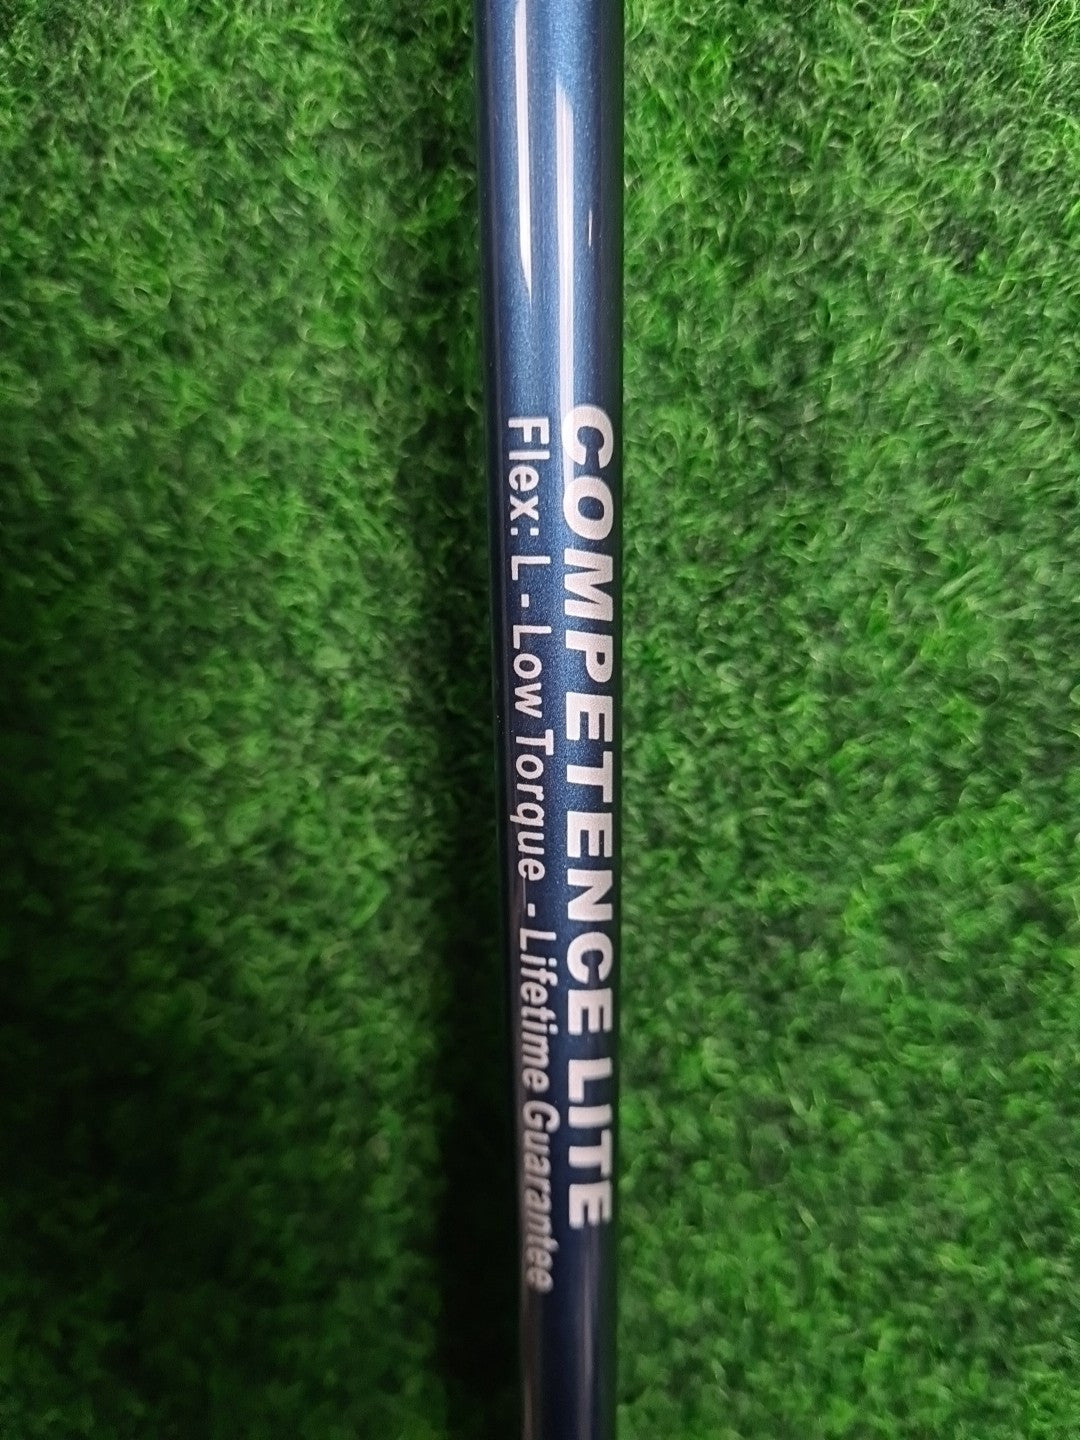 COMPETENCE LITE
Flex: L - Low Torque - Lifetime Guarantee